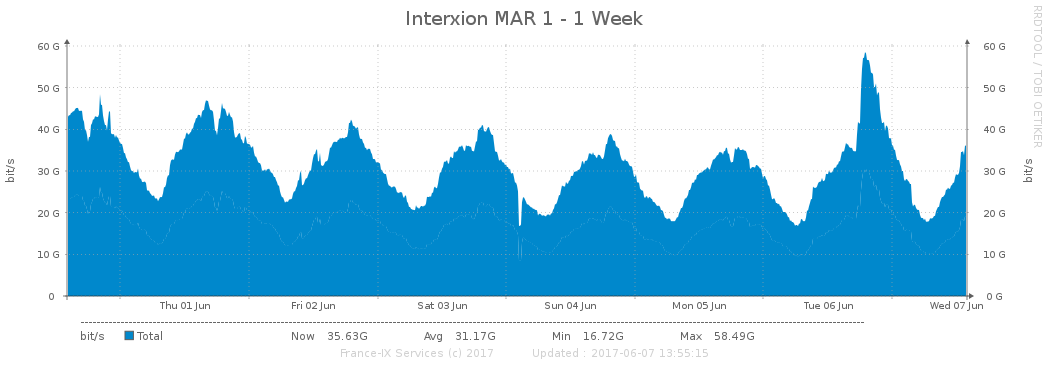 Interxion MAR 1 - 1 Week
RRDTOOL / TOBI OETIKER
60 G 60 G
50 G 50 G
40 G 40 G
30 G 30 G
20 G 20 G
10 G 10 G
0 0 G
bit/s
bit/s
Thu 01 Jun Fri 02 Jun Sat 03 Jun Sun 04 Jun Mon 05 Jun Tue 06 Jun Wed 07 Jun
bit/s Total Now 35.63G Avg 31.17G Min 16.72G Max 58.49G
France-IX Services (c) 2017 Updated : 2017-06-07 13:55:15